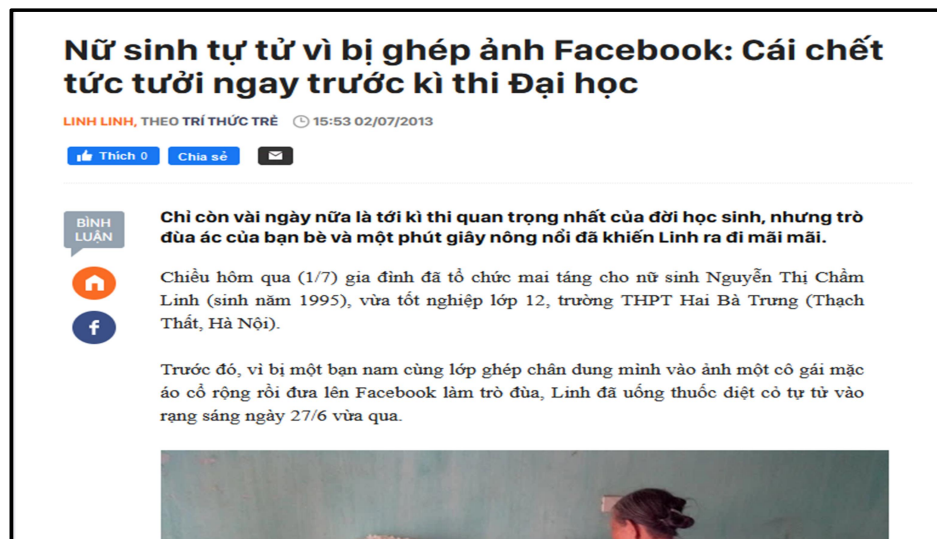 Nữ sinh tự tử vì bị ghép ảnh Facebook: Cái chết
tức tưởi ngay trước kì thi Đại học
LINH LINH, THEO TRÍ THỨC TRẺ 15:53 02/07/2013
Thích 0 Chia sẻ
BÌNH
LUẬN
Chỉ còn vài ngày nữa là tới kì thi quan trọng nhất của đời học sinh, nhưng trò
đùa ác của bạn bè và một phút giây nông nổi đã khiến Linh ra đi mãi mãi.
Chiều hôm qua (1/7) gia đình đã tổ chức mai táng cho nữ sinh Nguyễn Thị Chầm
Linh (sinh năm 1995), vừa tốt nghiệp lớp 12, trường THPT Hai Bà Trưng (Thạch
Thất, Hà Nội).
Trước đó, vì bị một bạn nam cùng lớp ghép chân dung mình vào ảnh một cô gái mặc
áo cổ rộng rồi đưa lên Facebook làm trò đùa, Linh đã uống thuốc diệt cỏ tự tử vào
rạng sáng ngày 27/6 vừa qua.